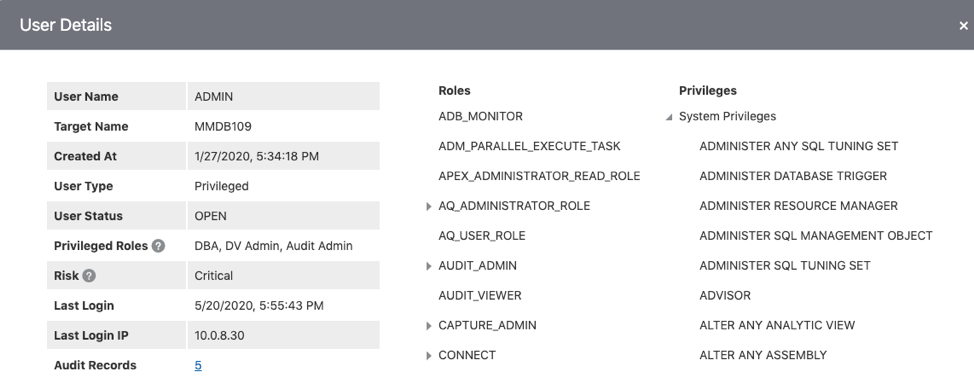 User Details
User Name ADMIN
Target Name MMDB109
Created At 1/27/2020, 5:34:18 PM
User Type Privileged
User Status OPEN
Privileged Roles ? DBA, DV Admin, Audit Admin
Risk ? Critical
Last Login 5/20/2020, 5:55:43 PM
Last Login IP 10.0.8.30
Audit Records 5
Roles
ADB_MONITOR
ADM_PARALLEL_EXECUTE_TASK
APEX_ADMINISTRATOR_READ_ROLE
AQ_ADMINISTRATOR_ROLE
AQ_USER_ROLE
AUDIT_ADMIN
AUDIT_VIEWER
CAPTURE_ADMIN
CONNECT
Privileges
System Privileges
ADMINISTER ANY SQL TUNING SET
ADMINISTER DATABASE TRIGGER
ADMINISTER RESOURCE MANAGER
ADMINISTER SQL MANAGEMENT OBJECT
ADMINISTER SQL TUNING SET
ADVISOR
ALTER ANY ANALYTIC VIEW
ALTER ANY ASSEMBLY